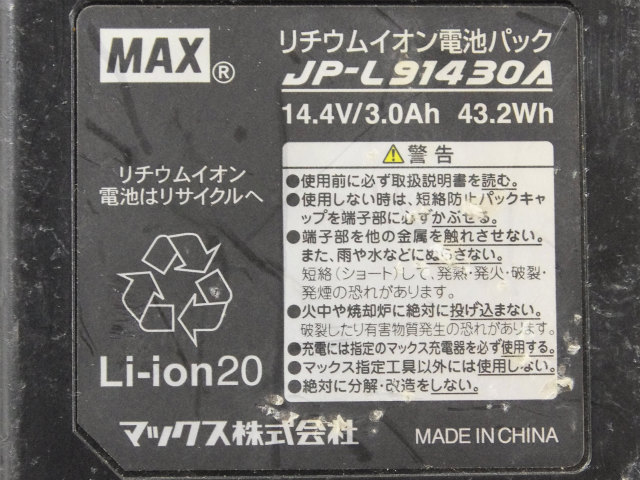 MAX®
リチウムイオン電池パック
JP-L91430A
14.4V/3.0Ah 43.2Wh
リチウムイオン
電池はリサイクルへ
Li-ion20
⚠警告
●使用前に必ず取扱説明書を読む。
●使用しない時は、短絡防止パックキャ
ップを端子部に必ずかぶせる。
●端子部を他の金属を触れさせない。
また、雨や水などにぬらさない。
短絡(ショート)して、発熱・発火・破裂・
発煙の恐れがあります。
●火中や焼却炉に絶対に投げ込まない。
破裂したり有害物質発生の恐れがあります。
●充電には指定のマックス充電器を必ず使用する。
●マックス指定工具以外には使用しない。
●絶対に分解・改造をしない。
マックス株式会社
MADE IN CHINA